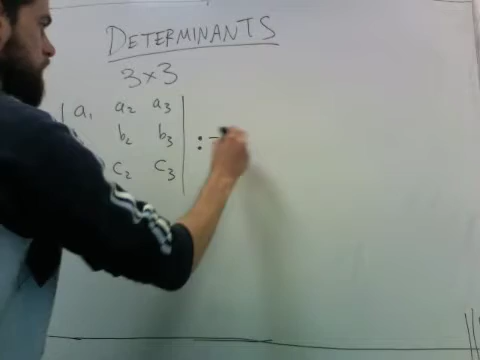 DETERMINANTS
3×3
| a₁ a₂ a₃ |
b₂ b₃ | :-
c₂ c₃ |